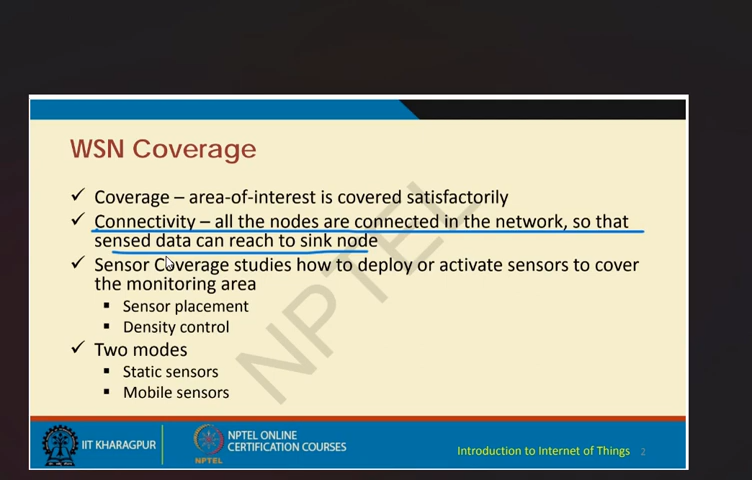 WSN Coverage
✓ Coverage – area-of-interest is covered satisfactorily
✓ Connectivity – all the nodes are connected in the network, so that
sensed data can reach to sink node
✓ Sensor Coverage studies how to deploy or activate sensors to cover
the monitoring area
▪ Sensor placement
▪ Density control
✓ Two modes
▪ Static sensors
▪ Mobile sensors
NPTEL
IIT KHARAGPUR
NPTEL
NPTEL ONLINE
CERTIFICATION COURSES
Introduction to Internet of Things 2